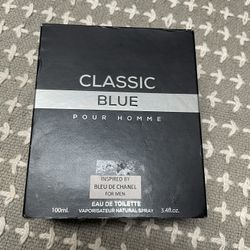 CLASSIC
BLUE
POUR HOMME
INSPIRED BY
BLEU DE CHANEL
FOR MEN
EAU DE TOILETTE
100ml. VAPORISATEUR NATURAL SPRAY 3.4fl.oz.